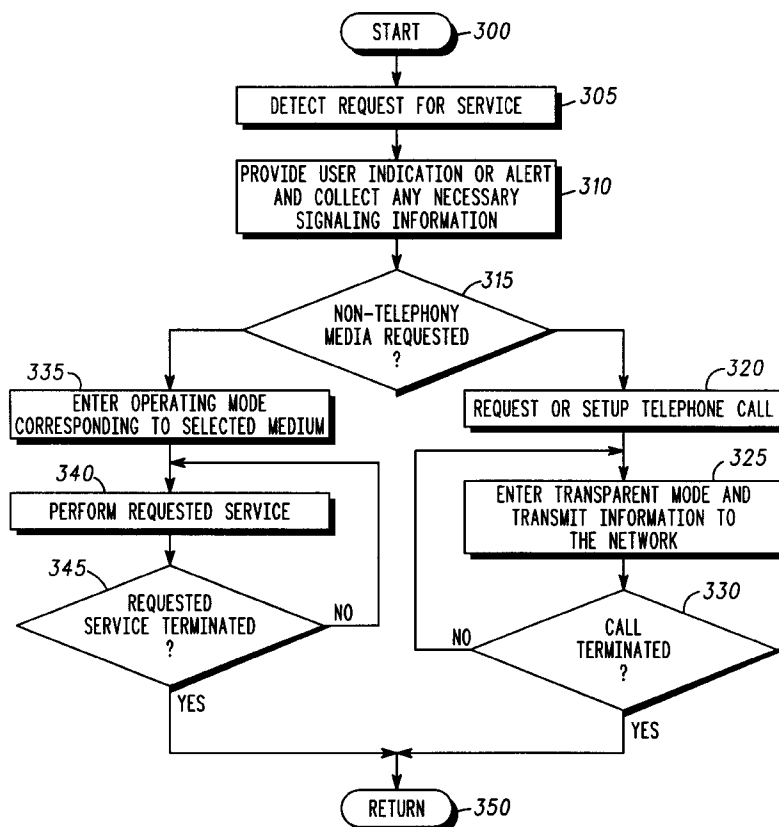 START
300
DETECT REQUEST FOR SERVICE
305
PROVIDE USER INDICATION OR ALERT
AND COLLECT ANY NECESSARY
SIGNALING INFORMATION
310
315
NON-TELEPHONY
MEDIA REQUESTED
?
335
ENTER OPERATING MODE
CORRESPONDING TO SELECTED MEDIUM
320
REQUEST OR SETUP TELEPHONE CALL
340
PERFORM REQUESTED SERVICE
325
ENTER TRANSPARENT MODE AND
TRANSMIT INFORMATION TO
THE NETWORK
345
REQUESTED
SERVICE TERMINATED
?
NO
YES
330
CALL
TERMINATED
?
NO
YES
RETURN
350